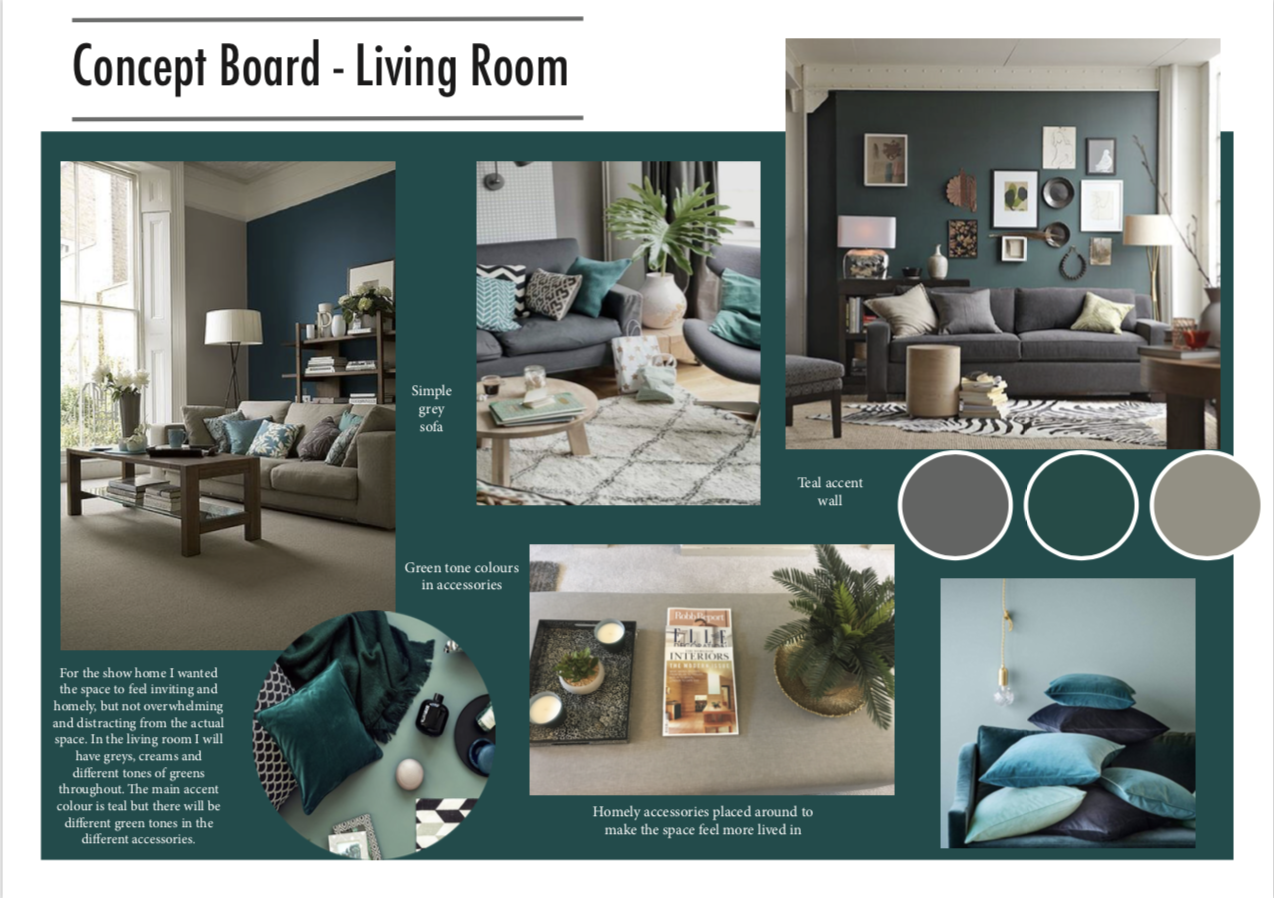 Concept Board - Living Room
Simple
grey
sofa
Teal accent
wall
Green tone colours
in accessories
Robb Report
ELLE
INTERIORS
For the show home I wanted
the space to feel inviting and
homely, but not overwhelming
and distracting from the actual
space. In the living room I will
have greys, creams and
different tones of greens
throughout. The main accent
colour is teal but there will be
different green tones in the
different accessories.
Homely accessories placed around to
make the space feel more lived in